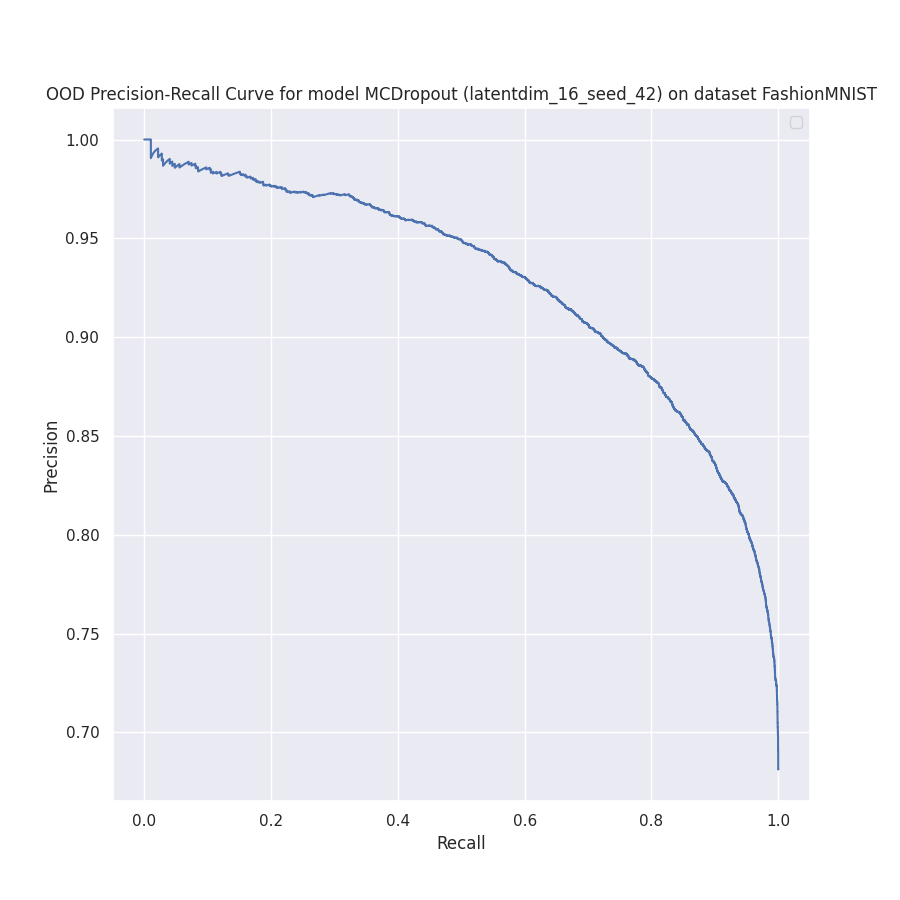 OOD Precision-Recall Curve for model MCDropout (latentdim_16_seed_42) on dataset FashionMNIST
1.00
0.95
0.90
0.85
0.80
0.75
0.70
Precision
0.0 0.2 0.4 0.6 0.8 1.0
Recall